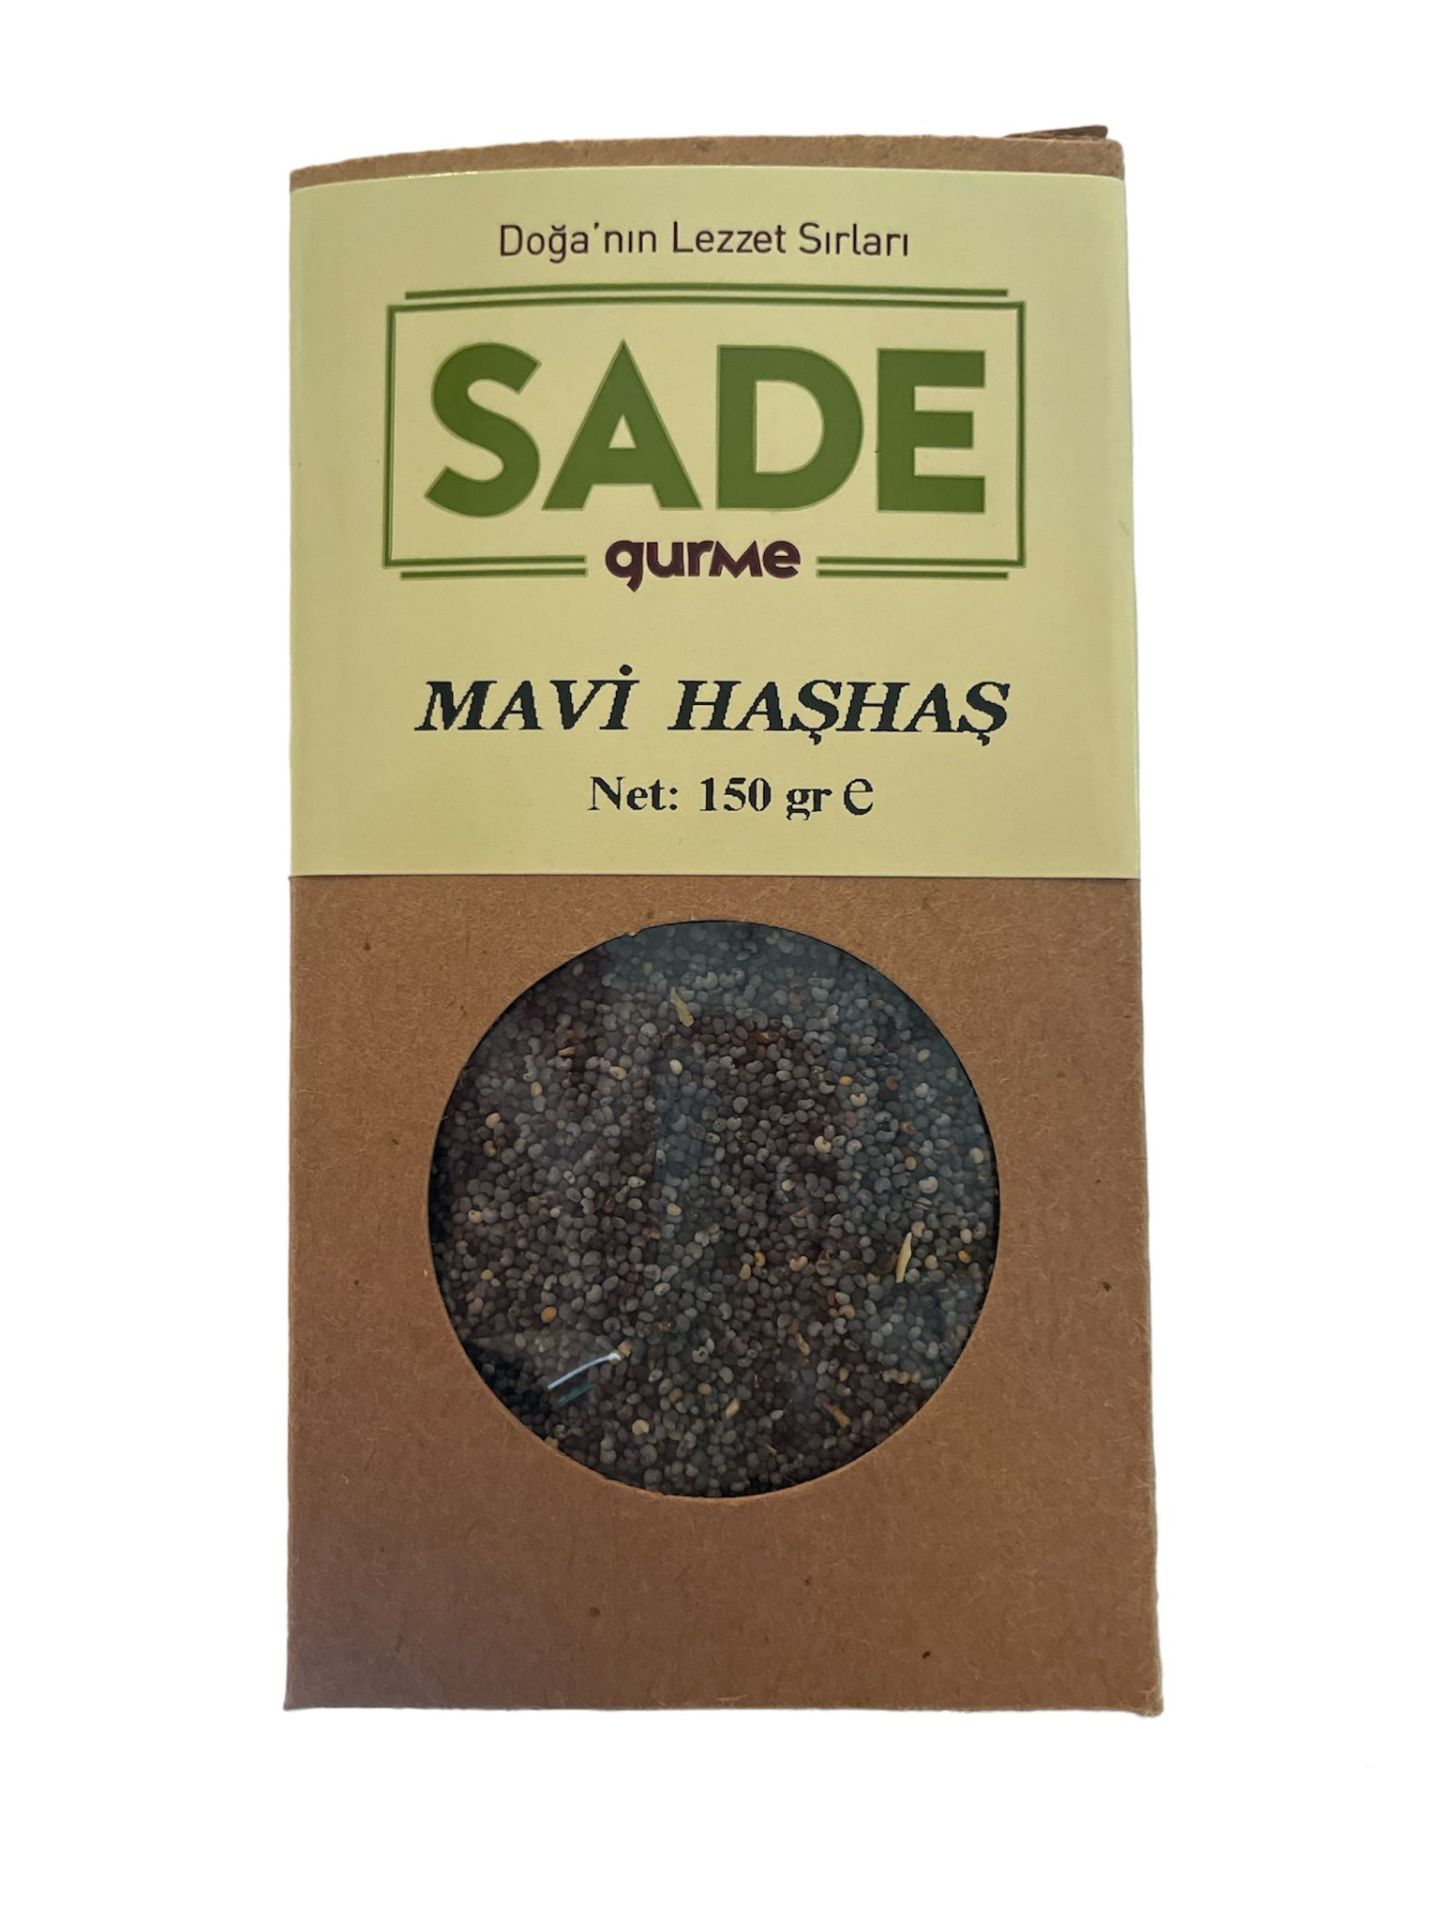 Doğa'nın Lezzet Sırları
SADE
gurme
MAVİ HAŞHAŞ
Net: 150 gr e